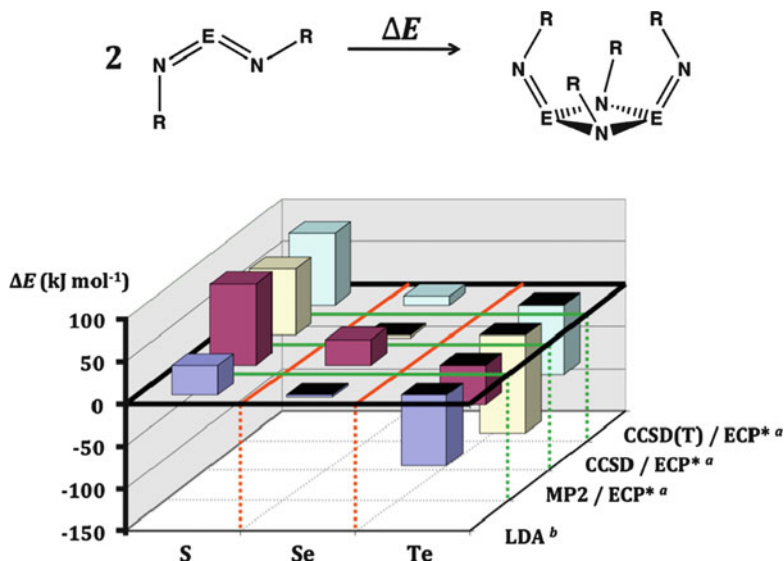 2
N
E
N
R
R
ΔE
R
R
R
R
N
N
N
N
E
E
ΔE (kJ mol⁻¹)
100
50
0
-50
-100
-150
S Se Te
CCSD(T) / ECP* ᵃ
CCSD / ECP* ᵃ
MP2 / ECP* ᵃ
LDA ᵇ